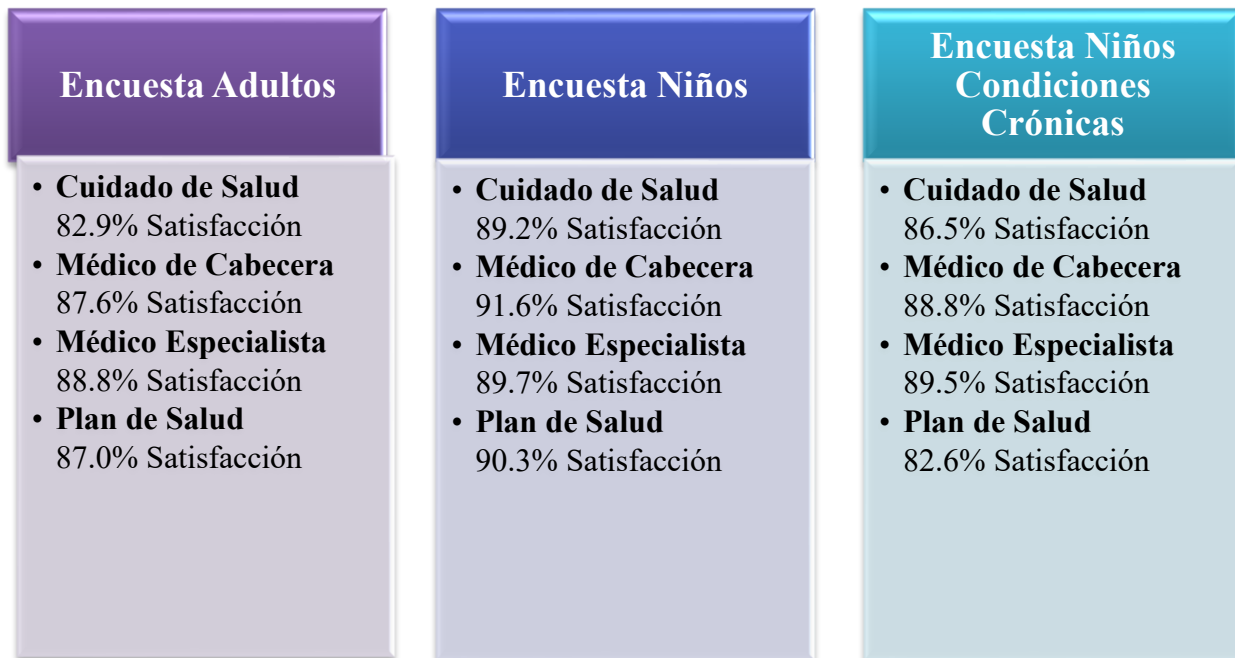 Encuesta Adultos
• Cuidado de Salud
82.9% Satisfacción
• Médico de Cabecera
87.6% Satisfacción
• Médico Especialista
88.8% Satisfacción
• Plan de Salud
87.0% Satisfacción
Encuesta Niños
• Cuidado de Salud
89.2% Satisfacción
• Médico de Cabecera
91.6% Satisfacción
• Médico Especialista
89.7% Satisfacción
• Plan de Salud
90.3% Satisfacción
Encuesta Niños
Condiciones
Crónicas
• Cuidado de Salud
86.5% Satisfacción
• Médico de Cabecera
88.8% Satisfacción
• Médico Especialista
89.5% Satisfacción
• Plan de Salud
82.6% Satisfacción